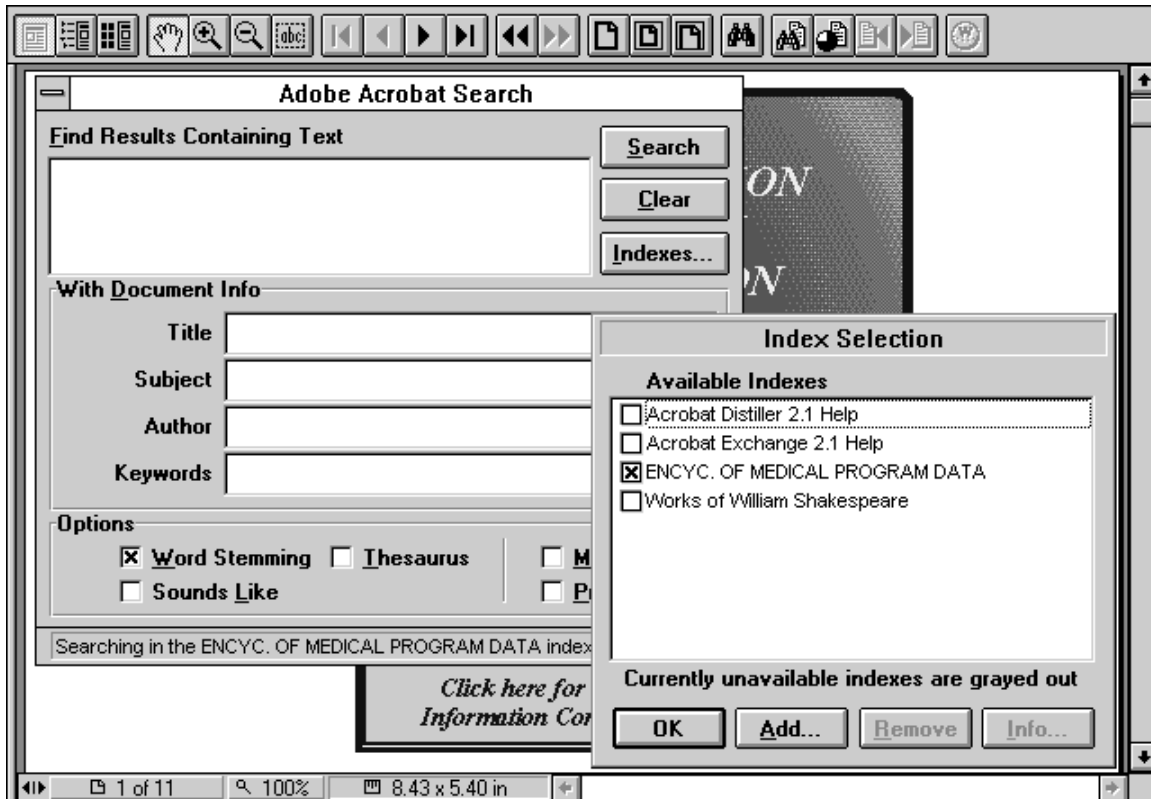 abc
Adobe Acrobat Search
Find Results Containing Text
Search
Clear
Indexes...
ON
N
With Document Info
Title
Subject
Author
Keywords
Options
Word Stemming
Thesaurus
M
Sounds Like
Searching in the ENCYC. OF MEDICAL PROGRAM DATA index
Index Selection
Available Indexes
Acrobat Distiller 2.1 Help
Acrobat Exchange 2.1 Help
ENCYC. OF MEDICAL PROGRAM DATA
Works of William Shakespeare
Currently unavailable indexes are grayed out
OK
Add...
Remove
Info...
Click here for
Information Con
1 of 11
100%
8.43 x 5.40 in